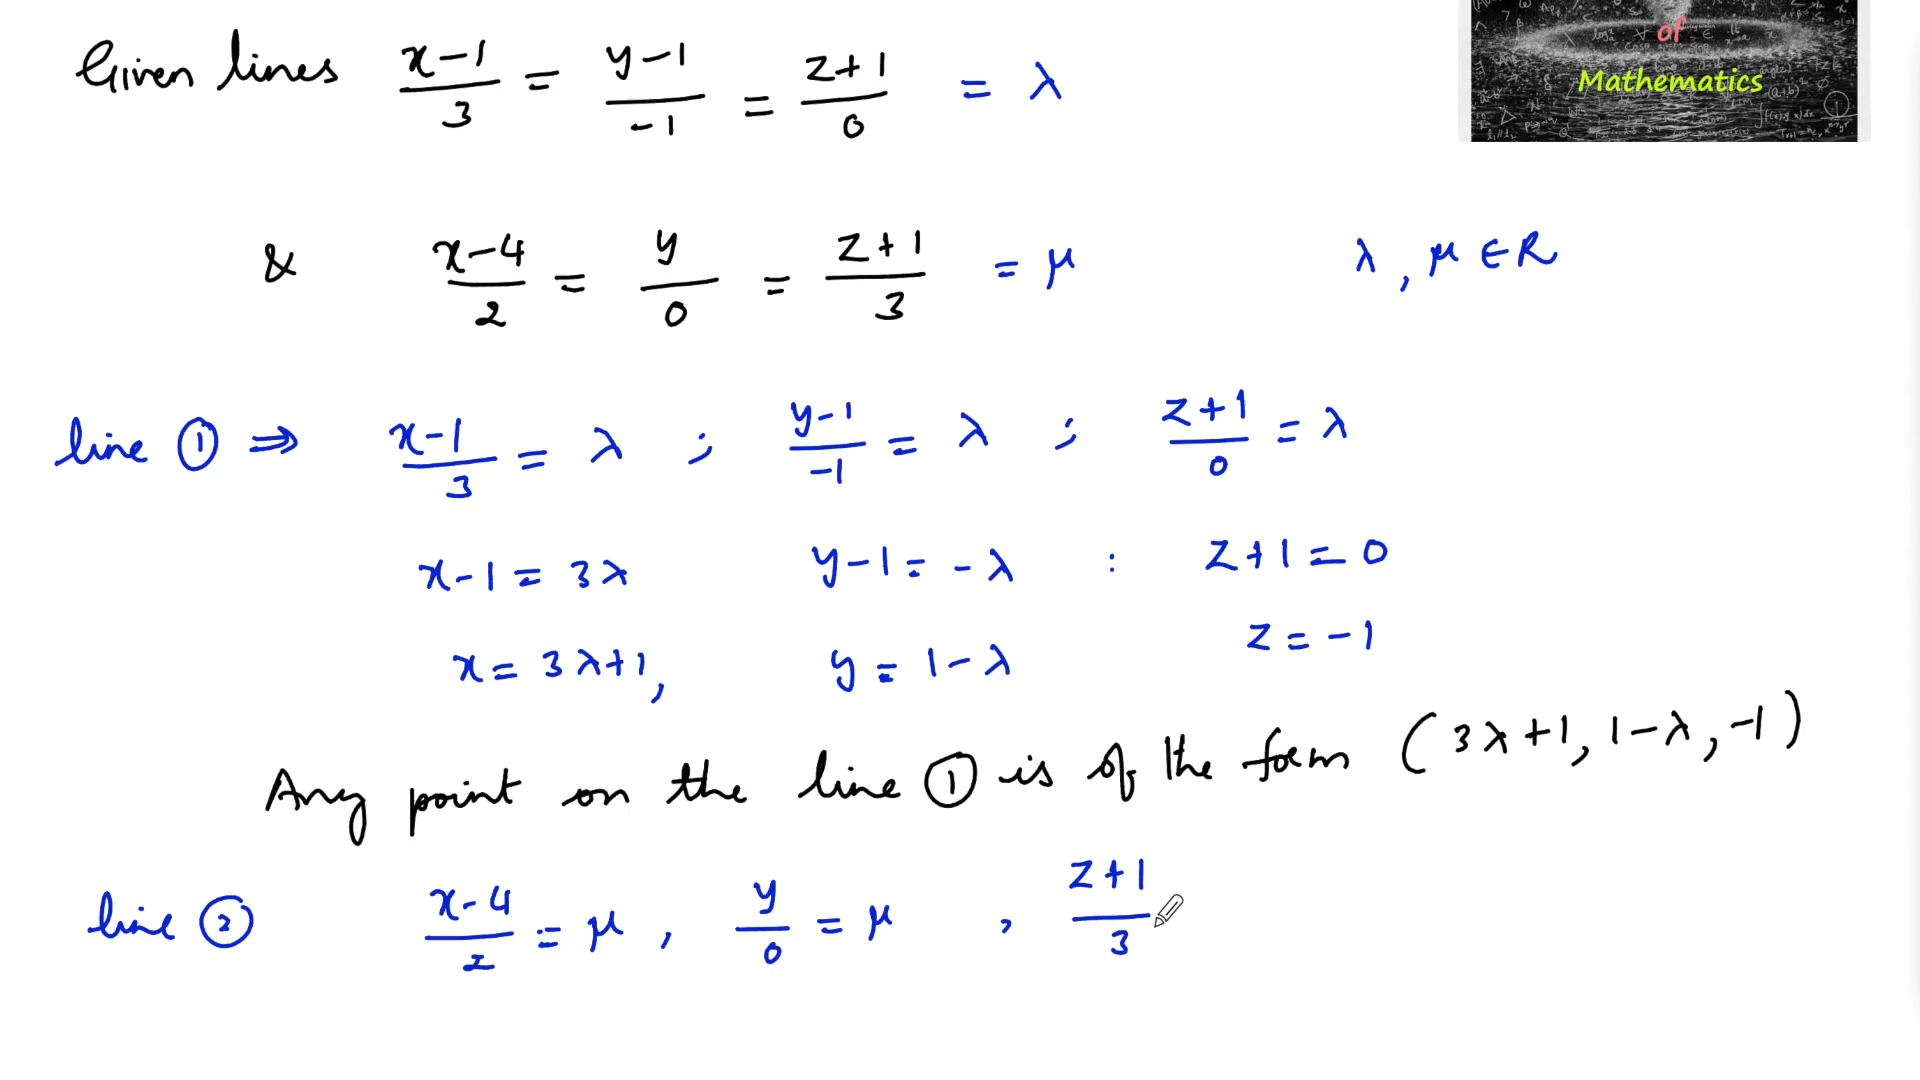 of
Mathematics
Given lines (x-1)/3 = (y-1)/-1 = (z+1)/0 = λ
& (x-4)/2 = y/0 = (z+1)/3 = μ λ, μ ∈ R
line ① ⇒ (x-1)/3 = λ ; (y-1)/-1 = λ ; (z+1)/0 = λ
x-1 = 3λ y-1 = -λ : z+1 = 0
x = 3λ+1, y = 1-λ z = -1
Any point on the line ① is of the form (3λ+1, 1-λ, -1)
line ② (x-4)/2 = μ, y/0 = μ , (z+1)/3